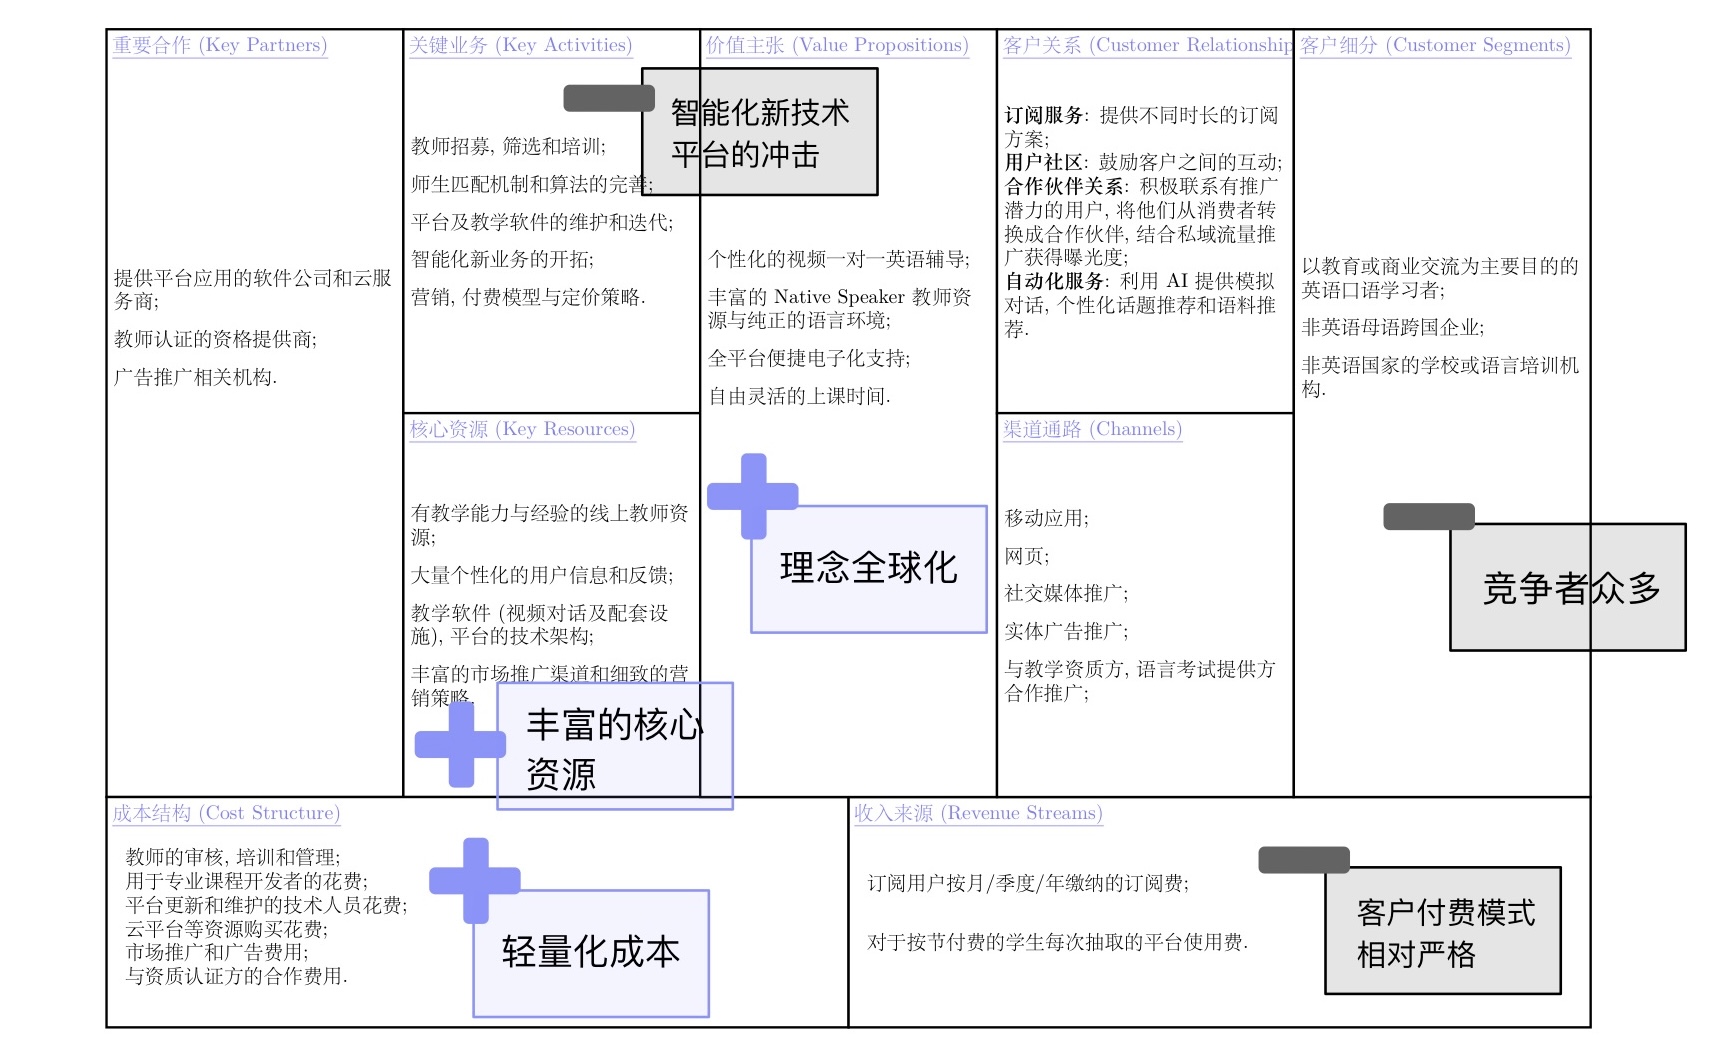 重要合作 (Key Partners)
提供平台应用的软件公司和云服
务商;
教师认证的资格提供商;
广告推广相关机构.
关键业务 (Key Activities)
教师招募, 筛选和培训;
师生匹配机制和算法的完善;
平台及教学软件的维护和迭代;
智能化新业务的开拓;
营销, 付费模型与定价策略.
智能化新技术
平台的冲击
核心资源 (Key Resources)
有教学能力与经验的线上教师资
源;
大量个性化的用户信息和反馈;
教学软件 (视频对话及配套设
施), 平台的技术架构;
丰富的市场推广渠道和细致的营
销策略.
丰富的核心
资源
价值主张 (Value Propositions)
个性化的视频一对一英语辅导;
丰富的 Native Speaker 教师资
源与纯正的语言环境;
全平台便捷电子化支持;
自由灵活的上课时间.
理念全球化
客户关系 (Customer Relationship
订阅服务: 提供不同时长的订阅
方案;
用户社区: 鼓励客户之间的互动;
合作伙伴关系: 积极联系有推广
潜力的用户, 将他们从消费者转
换成合作伙伴, 结合私域流量推
广获得曝光度;
自动化服务: 利用 AI 提供模拟
对话, 个性化话题推荐和语料推
荐.
渠道通路 (Channels)
移动应用;
网页;
社交媒体推广;
实体广告推广;
与教学资质方, 语言考试提供方
合作推广;
客户细分 (Customer Segments)
以教育或商业交流为主要目的的
英语口语学习者;
非英语母语跨国企业;
非英语国家的学校或语言培训机
构.
竞争者众多
成本结构 (Cost Structure)
教师的审核, 培训和管理;
用于专业课程开发者的花费;
平台更新和维护的技术人员花费;
云平台等资源购买花费;
市场推广和广告费用;
与资质认证方的合作费用.
轻量化成本
收入来源 (Revenue Streams)
订阅用户按月/季度/年缴纳的订阅费;
对于按节付费的学生每次抽取的平台使用费.
客户付费模式
相对严格